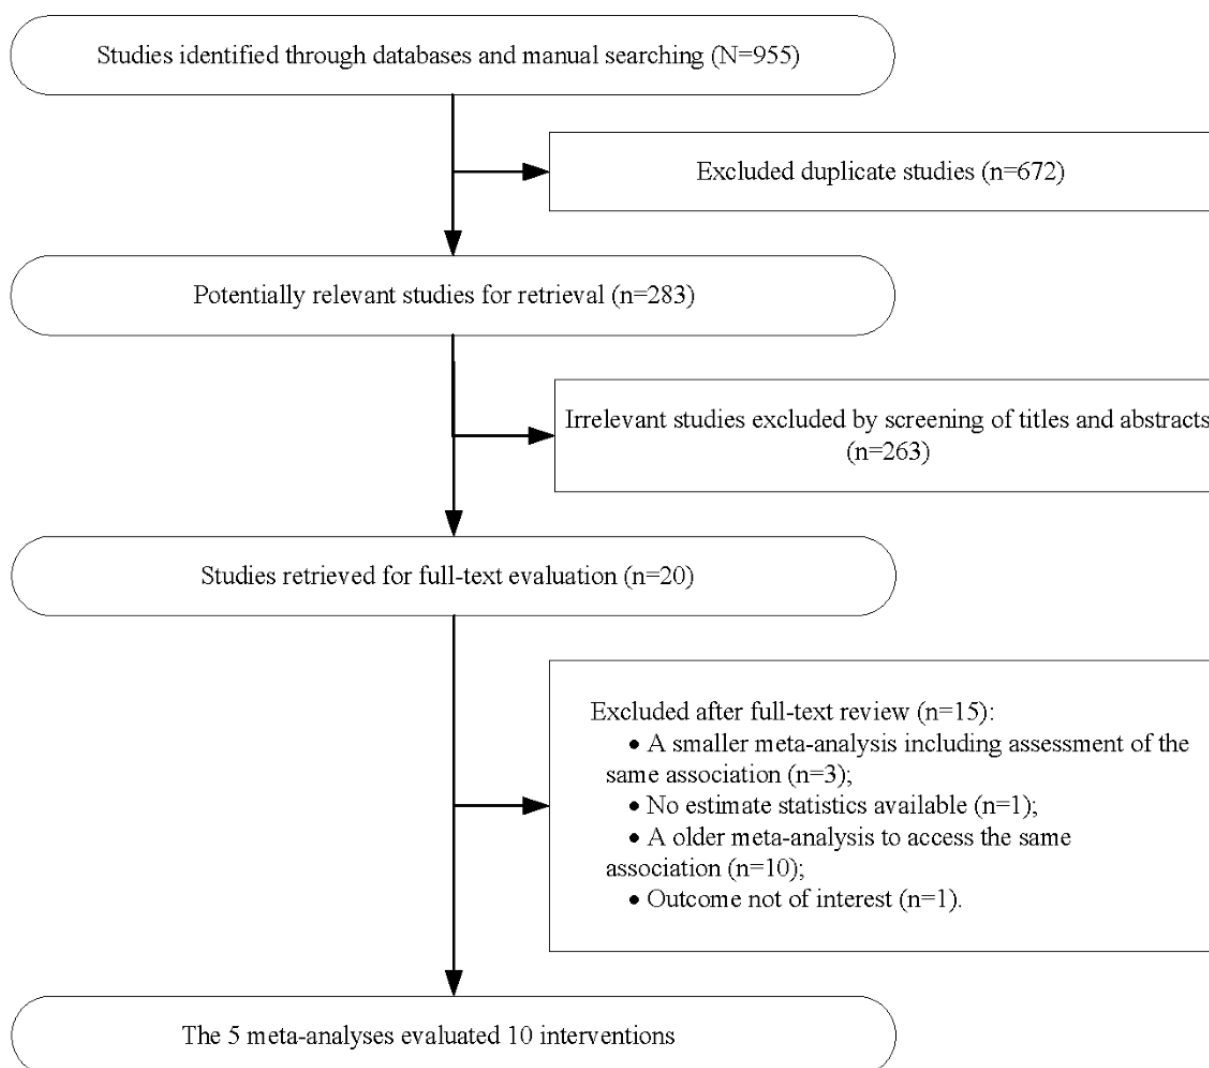 Studies identified through databases and manual searching (N=955)
Excluded duplicate studies (n=672)
Potentially relevant studies for retrieval (n=283)
Irrelevant studies excluded by screening of titles and abstracts
(n=263)
Studies retrieved for full-text evaluation (n=20)
Excluded after full-text review (n=15):
• A smaller meta-analysis including assessment of the
same association (n=3);
• No estimate statistics available (n=1);
• A older meta-analysis to access the same
association (n=10);
• Outcome not of interest (n=1).
The 5 meta-analyses evaluated 10 interventions